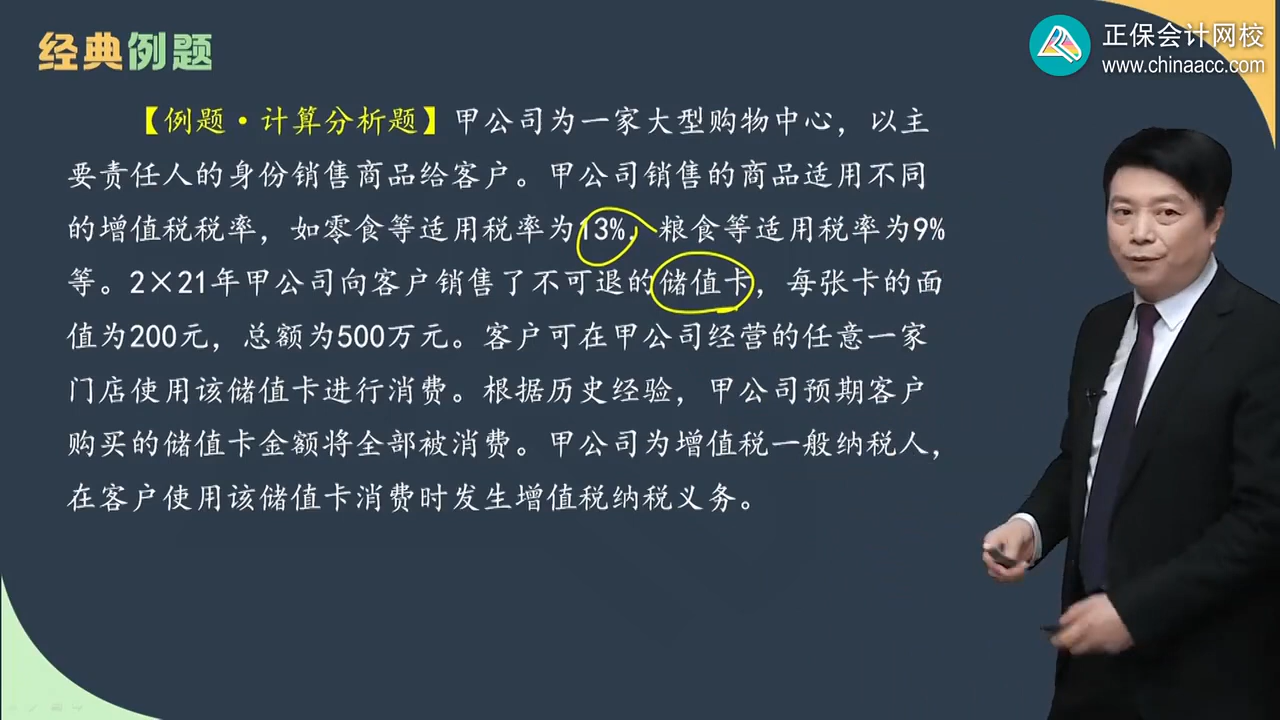 经典例题
正保会计网校
www.chinaacc.com
【例题·计算分析题】甲公司为一家大型购物中心，以主
要责任人的身份销售商品给客户。甲公司销售的商品适用不同
的增值税税率，如零食等适用税率为13%，粮食等适用税率为9%
等。2×21年甲公司向客户销售了不可退的储值卡，每张卡的面
值为200元，总额为500万元。客户可在甲公司经营的任意一家
门店使用该储值卡进行消费。根据历史经验，甲公司预期客户
购买的储值卡金额将全部被消费。甲公司为增值税一般纳税人，
在客户使用该储值卡消费时发生增值税纳税义务。